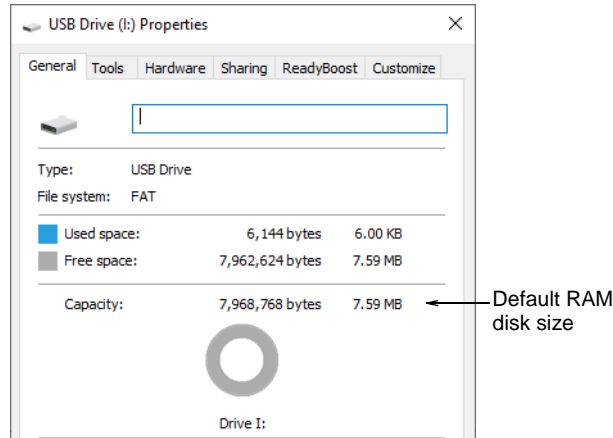 USB Drive (I:) Properties
General Tools Hardware Sharing ReadyBoost Customize
Type: USB Drive
File system: FAT
Used space: 6,144 bytes 6.00 KB
Free space: 7,962,624 bytes 7.59 MB
Capacity: 7,968,768 bytes 7.59 MB
Default RAM
disk size
Drive I: